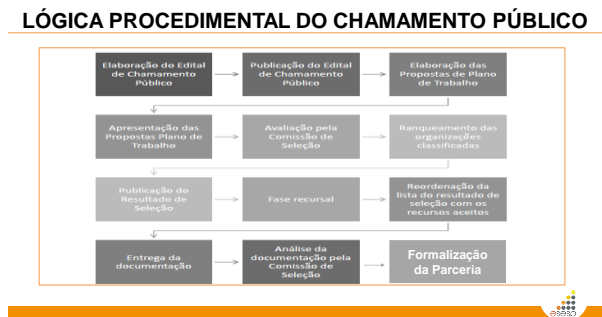 LÓGICA PROCEDIMENTAL DO CHAMAMENTO PÚBLICO
Elaboração do Edital
de Chamamento
Público
Publicação do Edital
de Chamamento
Público
Elaboração das
Propostas de Plano
de Trabalho
Apresentação das
Propostas Plano de
Trabalho
Avaliação pela
Comissão de
Seleção
Ranqueamento das
organizações
classificadas
Publicação do
Resultado de
Seleção
Fase recursal
Reordenação da
lista do resultado de
seleção com os
recursos aceitos
Entrega da
documentação
Análise da
documentação pela
Comissão de
Seleção
Formalização
da Parceria
esesp